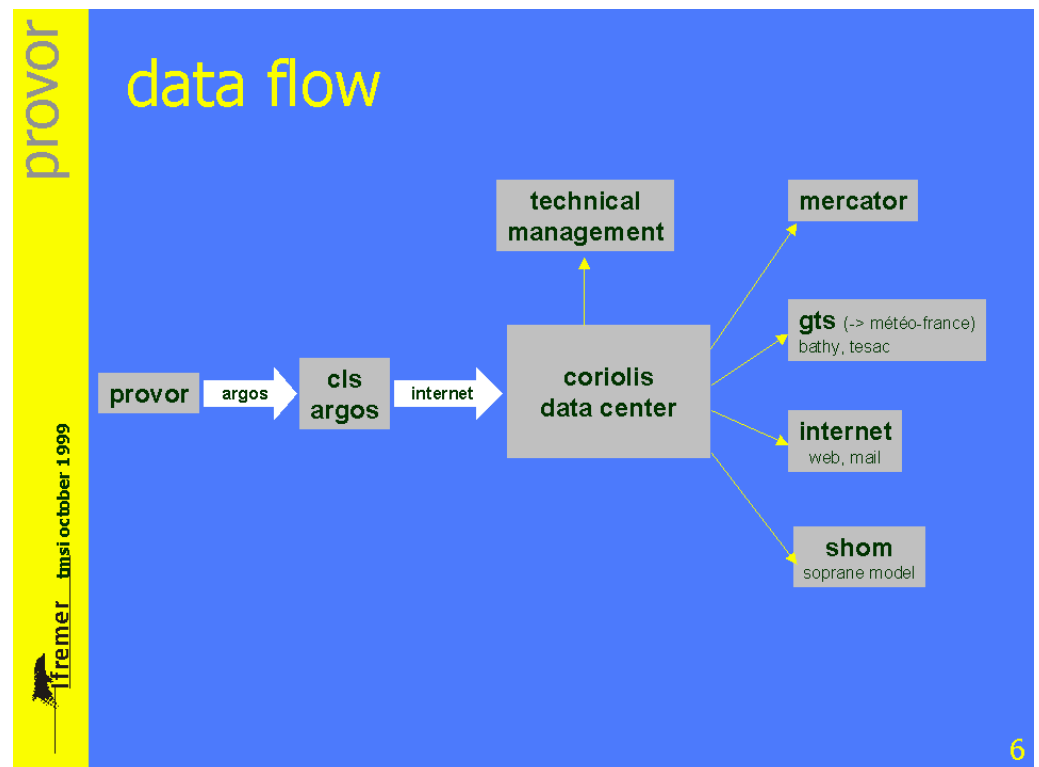 provor
data flow
technical
management
mercator
gts (-> météo-france)
bathy, tesac
provor
argos
cls
argos
internet
coriolis
data center
internet
web, mail
shom
soprane model
Ifremer tmsi october 1999
6